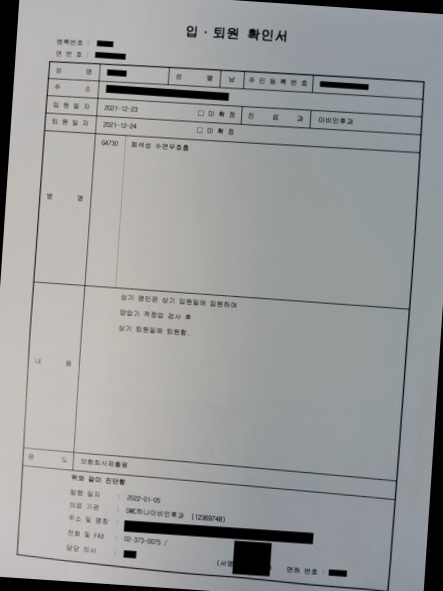 입 · 퇴원 확인서
등록번호 :
연 번 호 :
성 명 성 별 남 주민등록번호
주 소
입원일자 2021-12-23 □ 미확정 진 료 과 이비인후과
퇴원일자 2021-12-24 □ 미확정
병 명 G4730 폐쇄성 수면무호흡
상기 명인은 상기 입원일에 입원하여
양압기 적정압 검사 후
상기 퇴원일에 퇴원함.
내 용
용 도 보험회사제출용
위와 같이 진단함
발행 일자 : 2022-01-05
의료 기관 : DMC하나이비인후과 (12369748)
주소 및 명칭 :
전화 및 FAX : 02-373-0075 /
담당 의사 : (서명 면허 번호 :